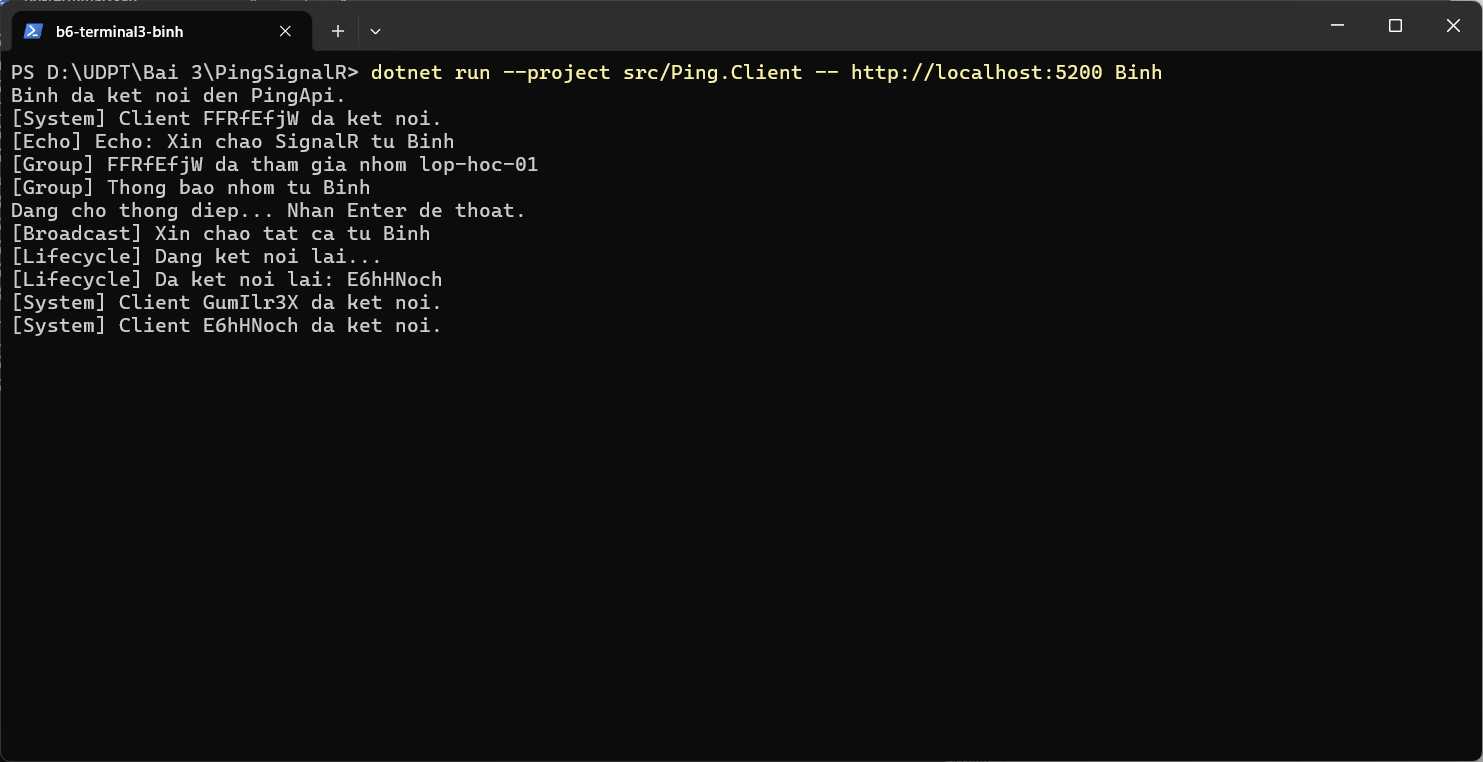 b6-terminal3-binh
PS D:\UDPT\Bai 3\PingSignalR> dotnet run --project src/Ping.Client -- http://localhost:5200 Binh
Binh da ket noi den PingApi.
[System] Client FFRfEfjW da ket noi.
[Echo] Echo: Xin chao SignalR tu Binh
[Group] FFRfEfjW da tham gia nhom lop-hoc-01
[Group] Thong bao nhom tu Binh
Dang cho thong diep... Nhan Enter de thoat.
[Broadcast] Xin chao tat ca tu Binh
[Lifecycle] Dang ket noi lai...
[Lifecycle] Da ket noi lai: E6hHNoch
[System] Client GumIlr3X da ket noi.
[System] Client E6hHNoch da ket noi.